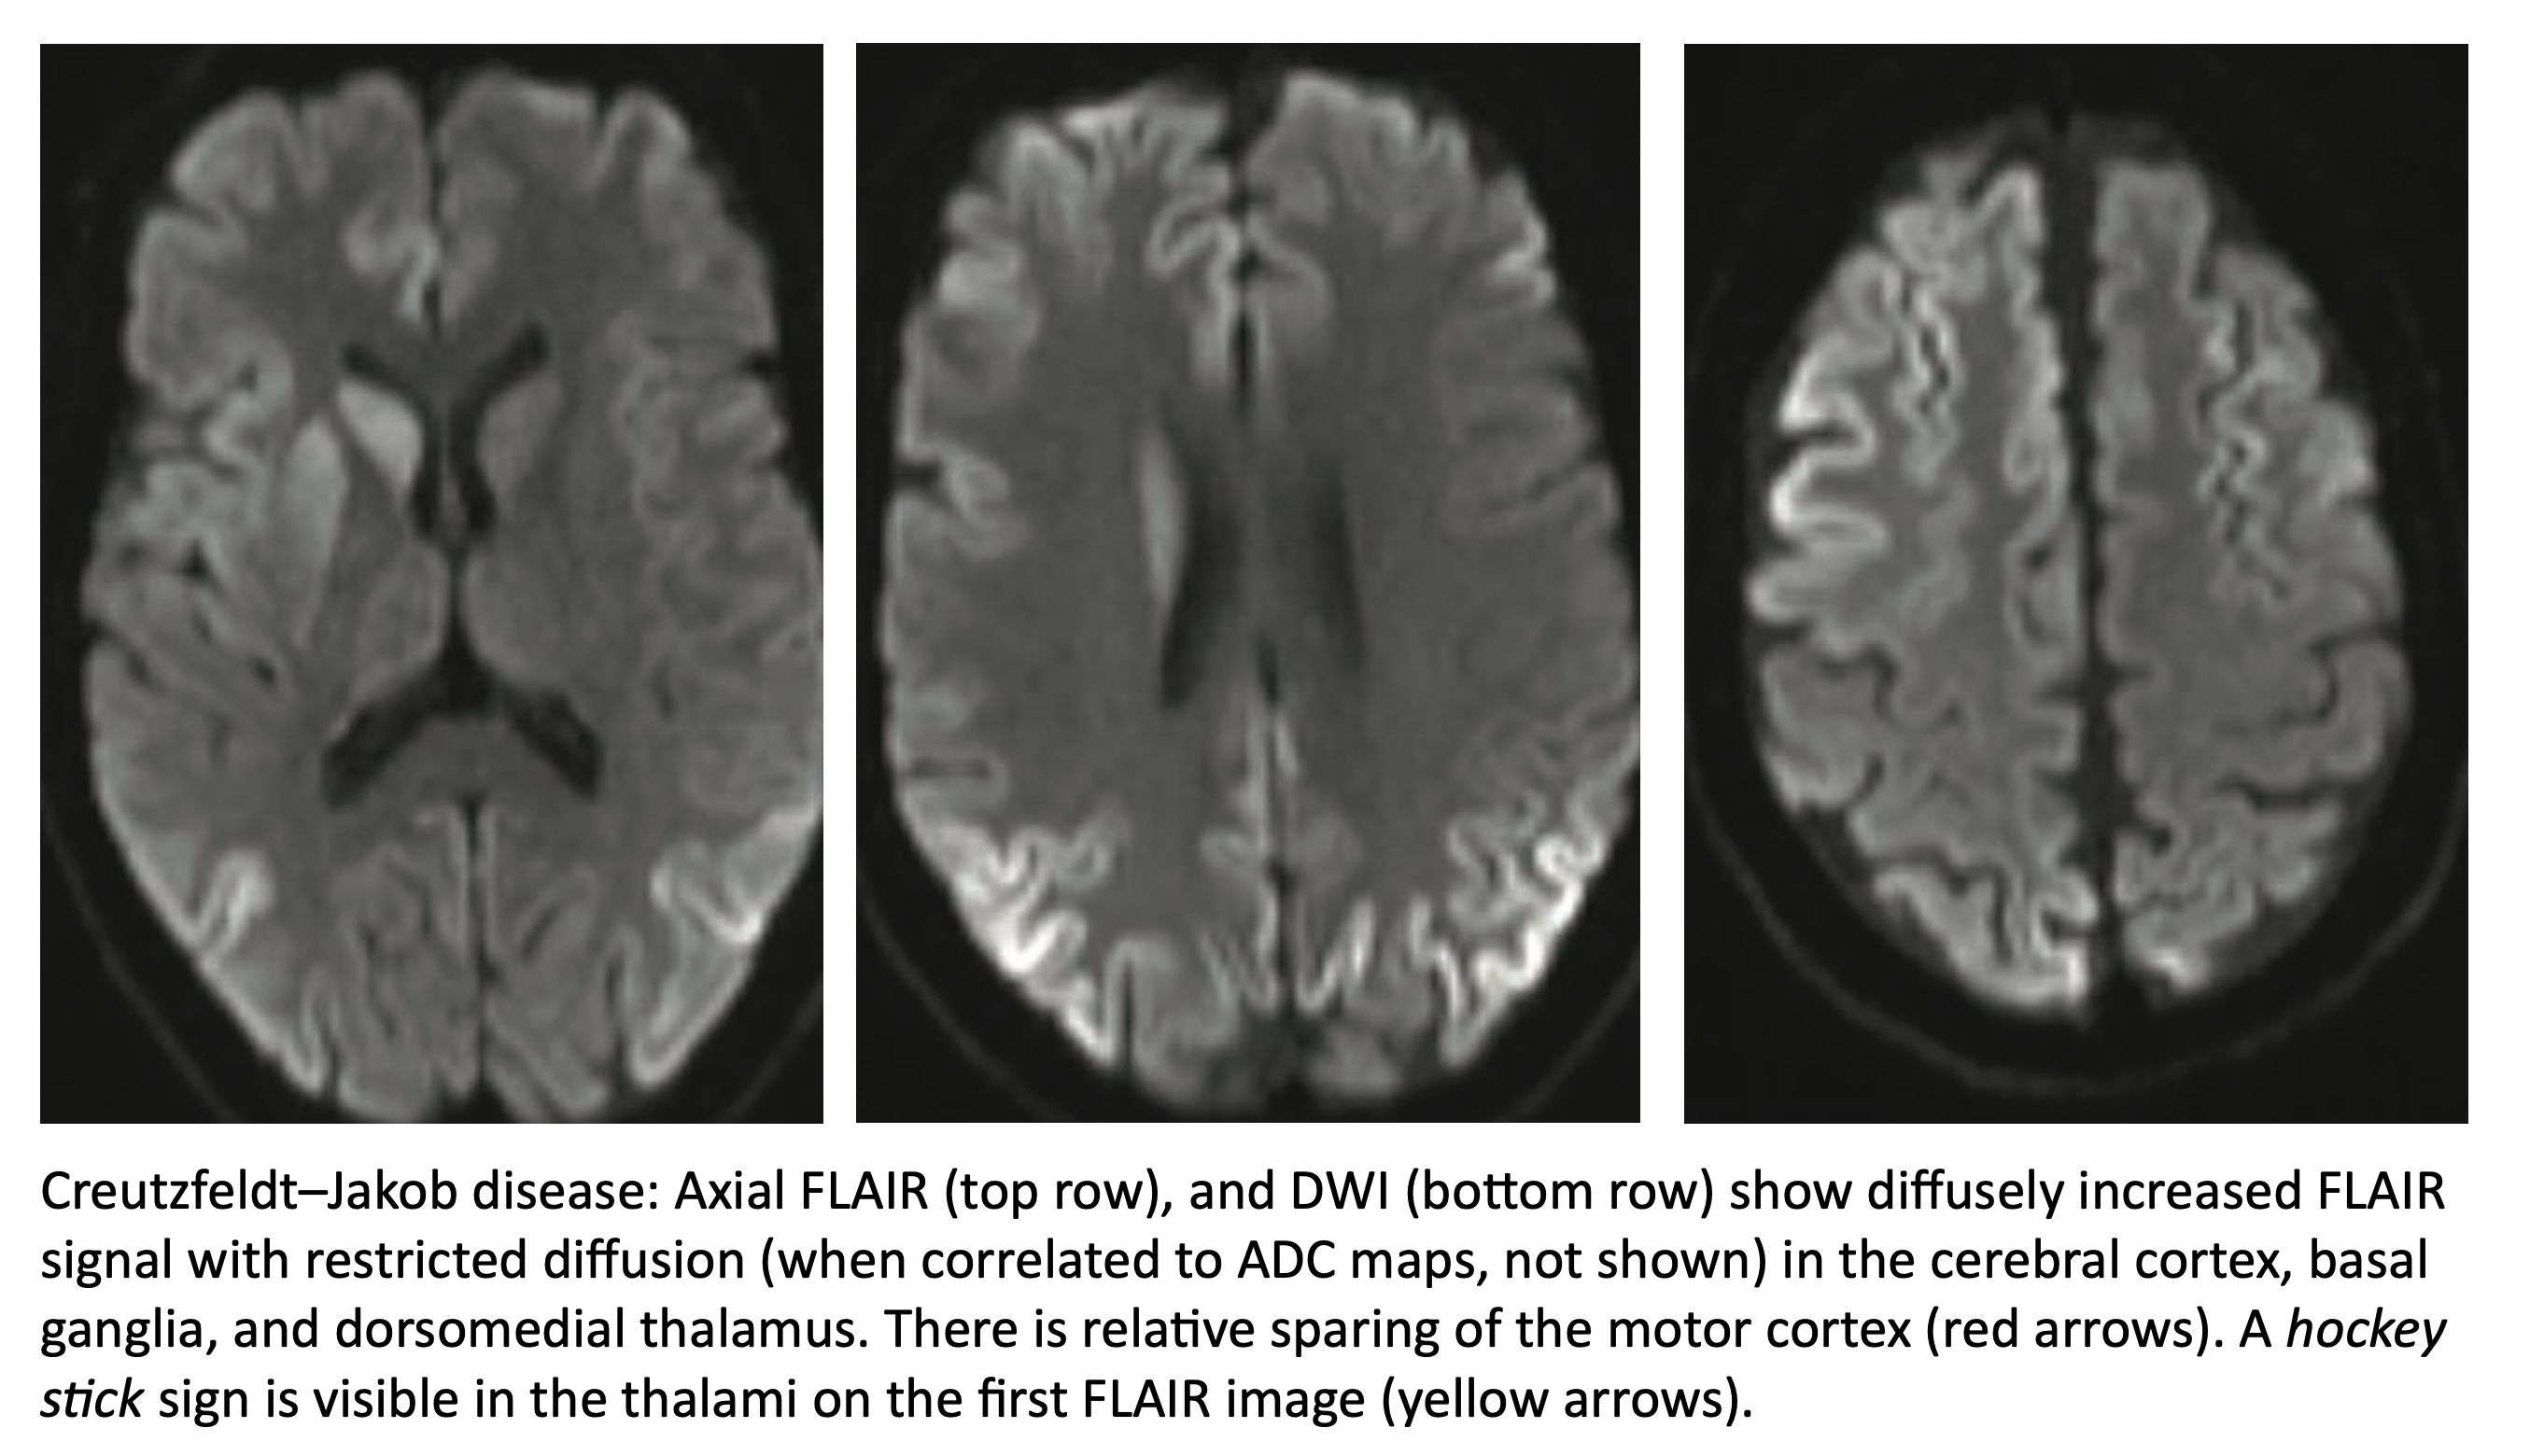 Creutzfeldt–Jakob disease: Axial FLAIR (top row), and DWI (bottom row) show diffusely increased FLAIR
signal with restricted diffusion (when correlated to ADC maps, not shown) in the cerebral cortex, basal
ganglia, and dorsomedial thalamus. There is relative sparing of the motor cortex (red arrows). A hockey
stick sign is visible in the thalami on the first FLAIR image (yellow arrows).